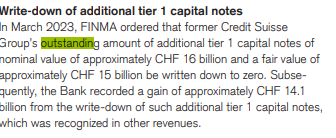 Write-down of additional tier 1 capital notes
In March 2023, FINMA ordered that former Credit Suisse
Group's outstanding amount of additional tier 1 capital notes of
nominal value of approximately CHF 16 billion and a fair value of
approximately CHF 15 billion be written down to zero. Subse-
quently, the Bank recorded a gain of approximately CHF 14.1
billion from the write-down of such additional tier 1 capital notes,
which was recognized in other revenues.